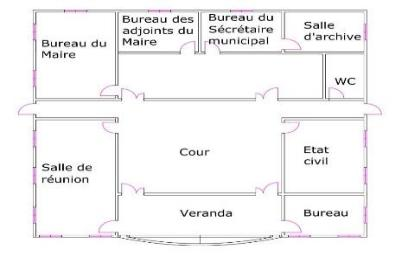 Bureau du
Maire
Bureau des
adjoints du
Maire
Bureau du
Sécrétaire
municipal
Salle
d'archive
WC
Salle de
réunion
Cour
Etat
civil
Veranda
Bureau